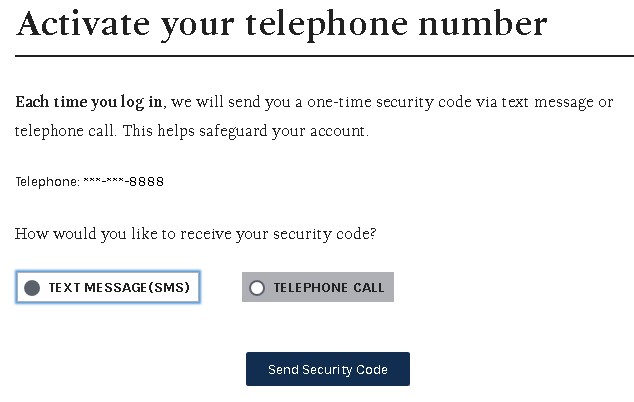 Activate your telephone number
Each time you log in, we will send you a one-time security code via text message or
telephone call. This helps safeguard your account.
Telephone: ***-***-8888
How would you like to receive your security code?
TEXT MESSAGE(SMS) TELEPHONE CALL
Send Security Code